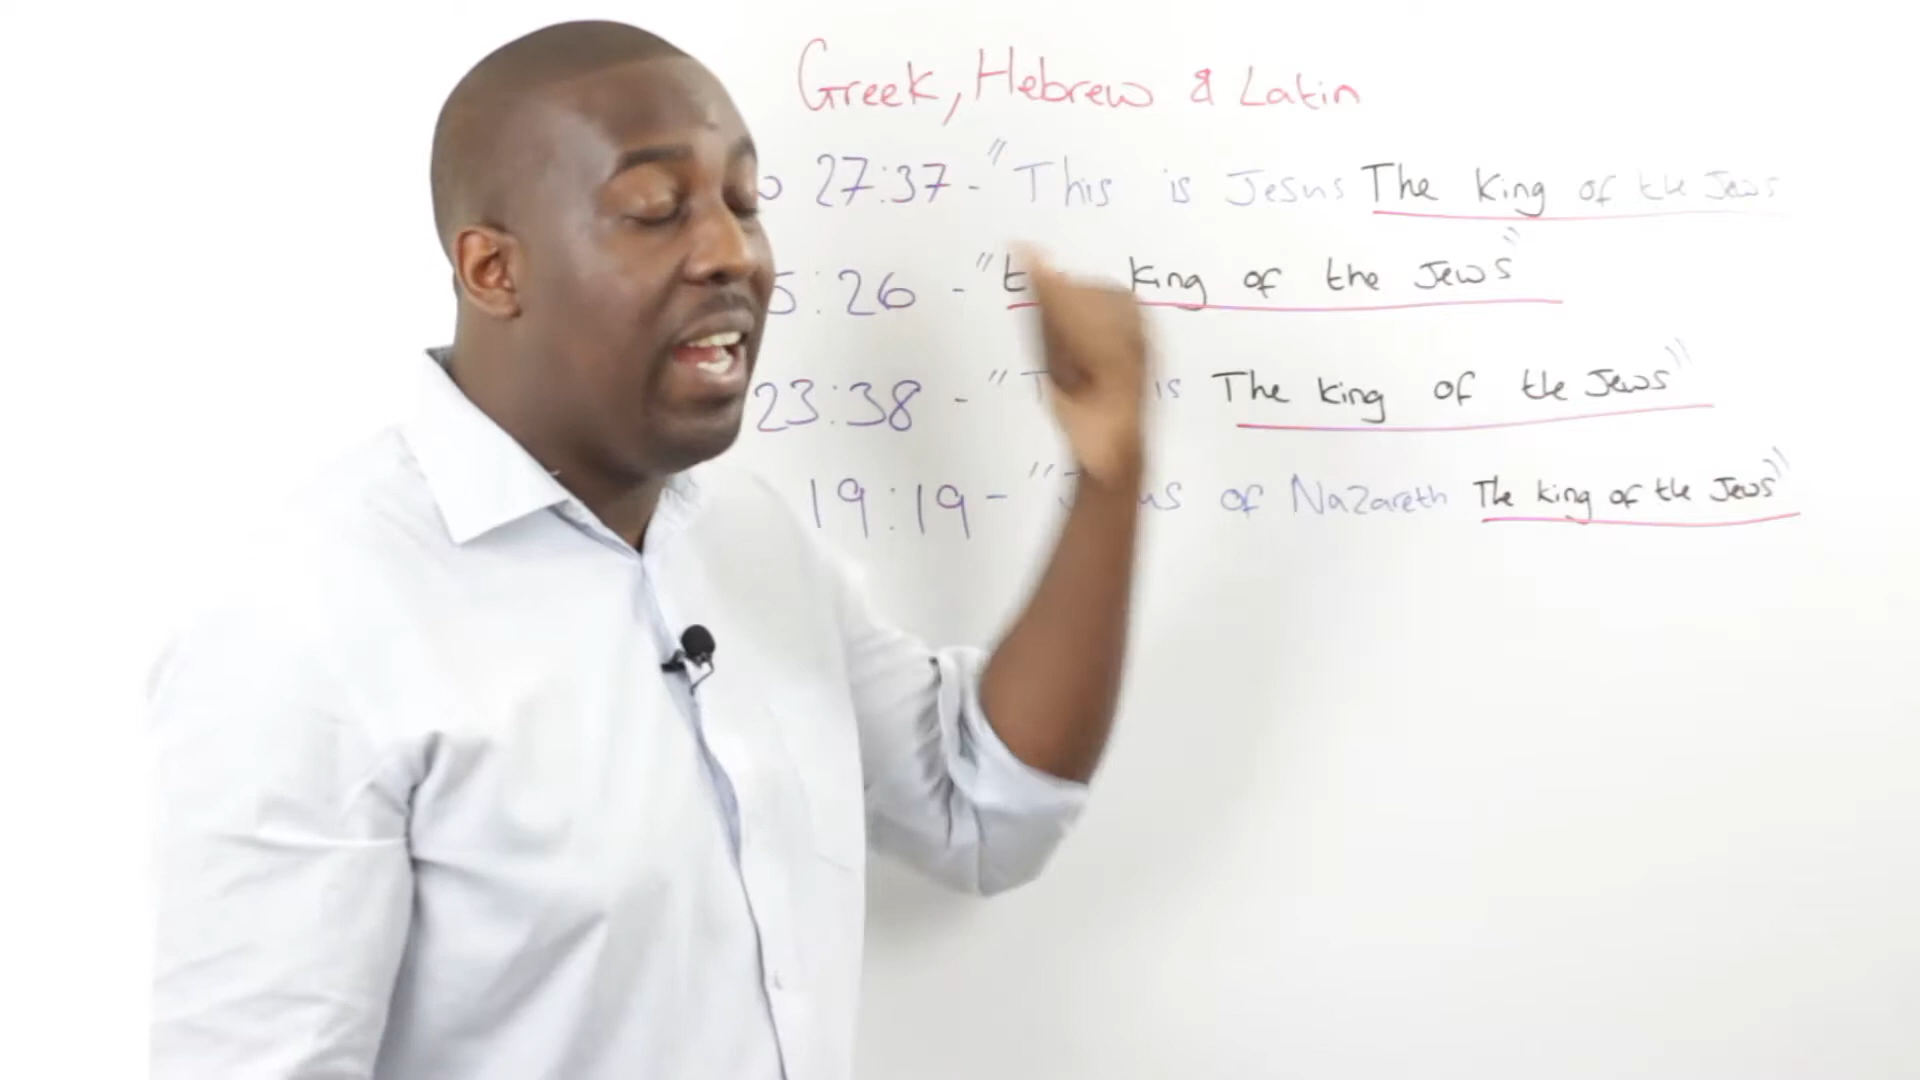 Greek, Hebrew & Latin
27:37 - "This is Jesus The King of the Jews
:26 - " King of the Jews"
23:38 - " is The King of the Jews"
19:19 - " of Nazareth The King of the Jews"